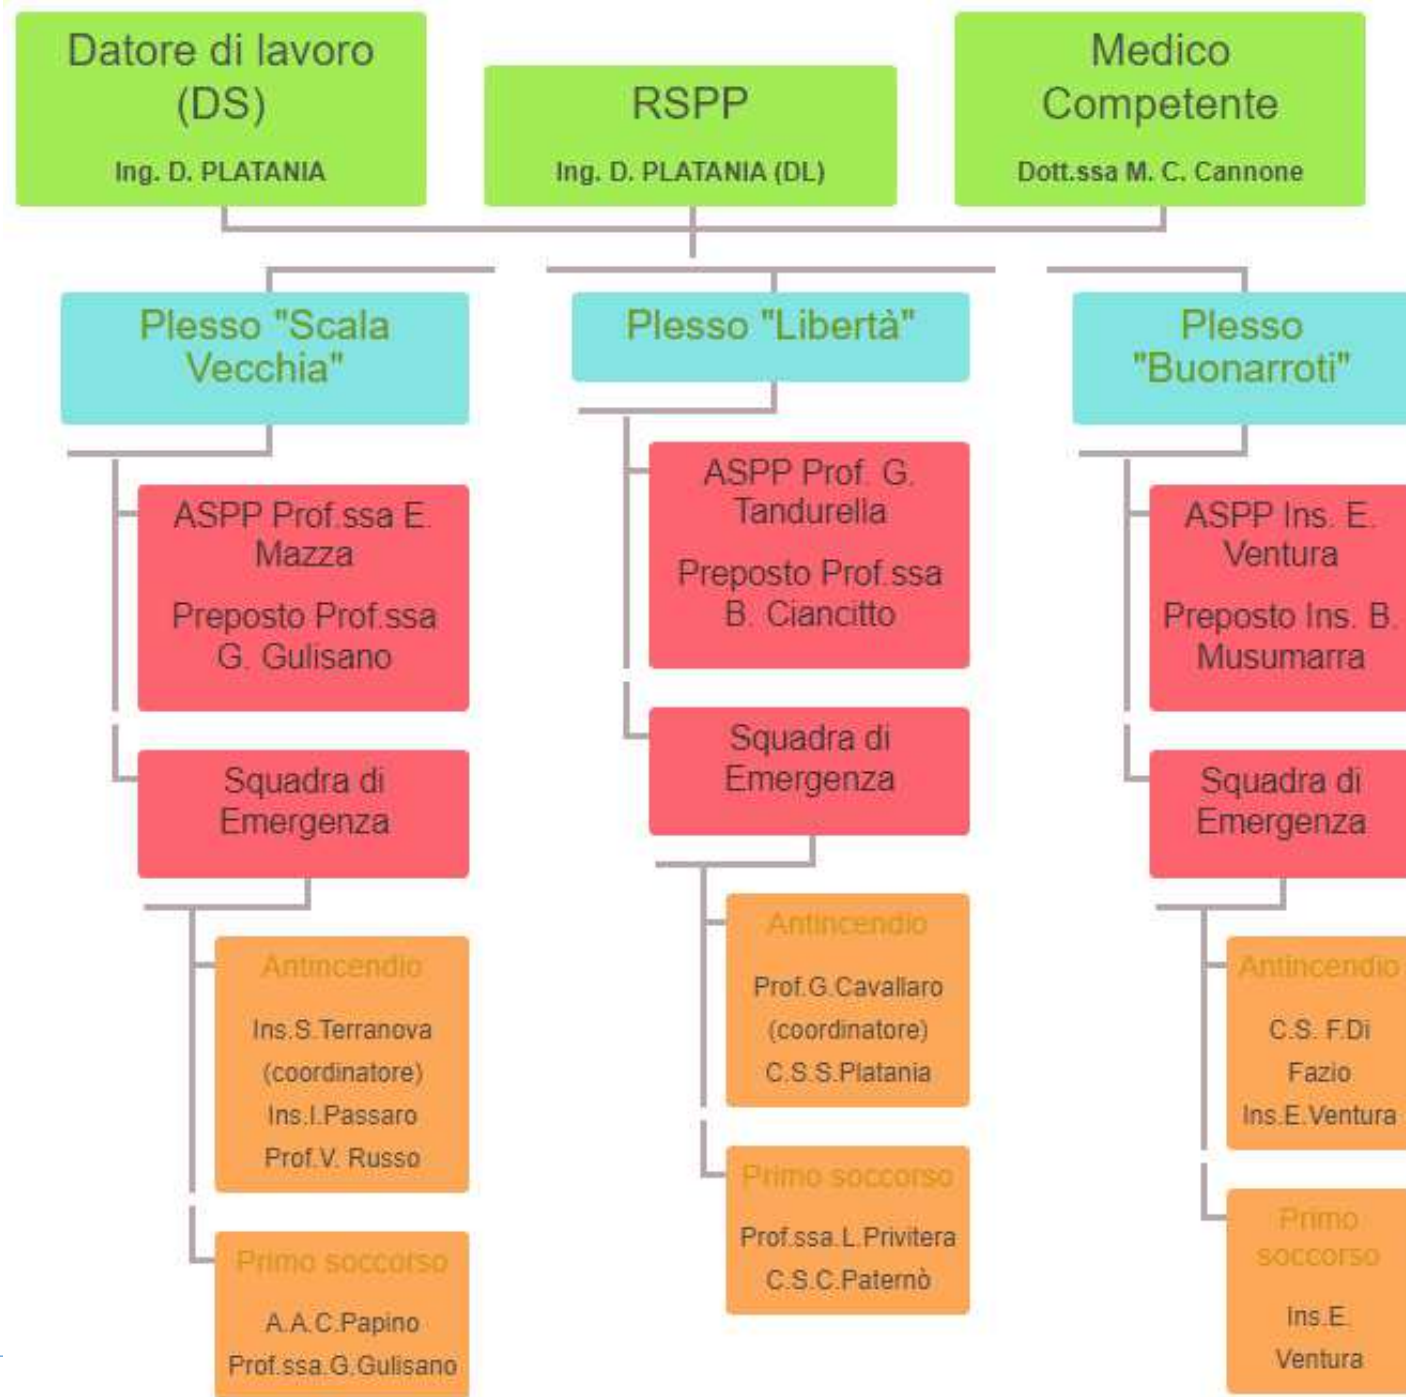 Datore di lavoro
(DS)
Ing. D. PLATANIA
RSPP
Ing. D. PLATANIA (DL)
Medico
Competente
Dott.ssa M. C. Cannone
Plesso "Scala
Vecchia"
ASPP Prof.ssa E.
Mazza
Preposto Prof.ssa
G. Gulisano
Squadra di
Emergenza
Antincendio
Ins.S.Terranova
(coordinatore)
Ins.I.Passaro
Prof.V. Russo
Primo soccorso
A.A.C.Papino
Prof.ssa.G.Gulisano
Plesso "Libertà"
ASPP Prof. G.
Tandurella
Preposto Prof.ssa
B. Ciancitto
Squadra di
Emergenza
Antincendio
Prof.G.Cavallaro
(coordinatore)
C.S.S.Platania
Primo soccorso
Prof.ssa.L.Privitera
C.S.C.Paternò
Plesso
"Buonarroti"
ASPP Ins. E.
Ventura
Preposto Ins. B.
Musumarra
Squadra di
Emergenza
Antincendio
C.S. F.Di
Fazio
Ins.E.Ventura
Primo
soccorso
Ins.E.
Ventura